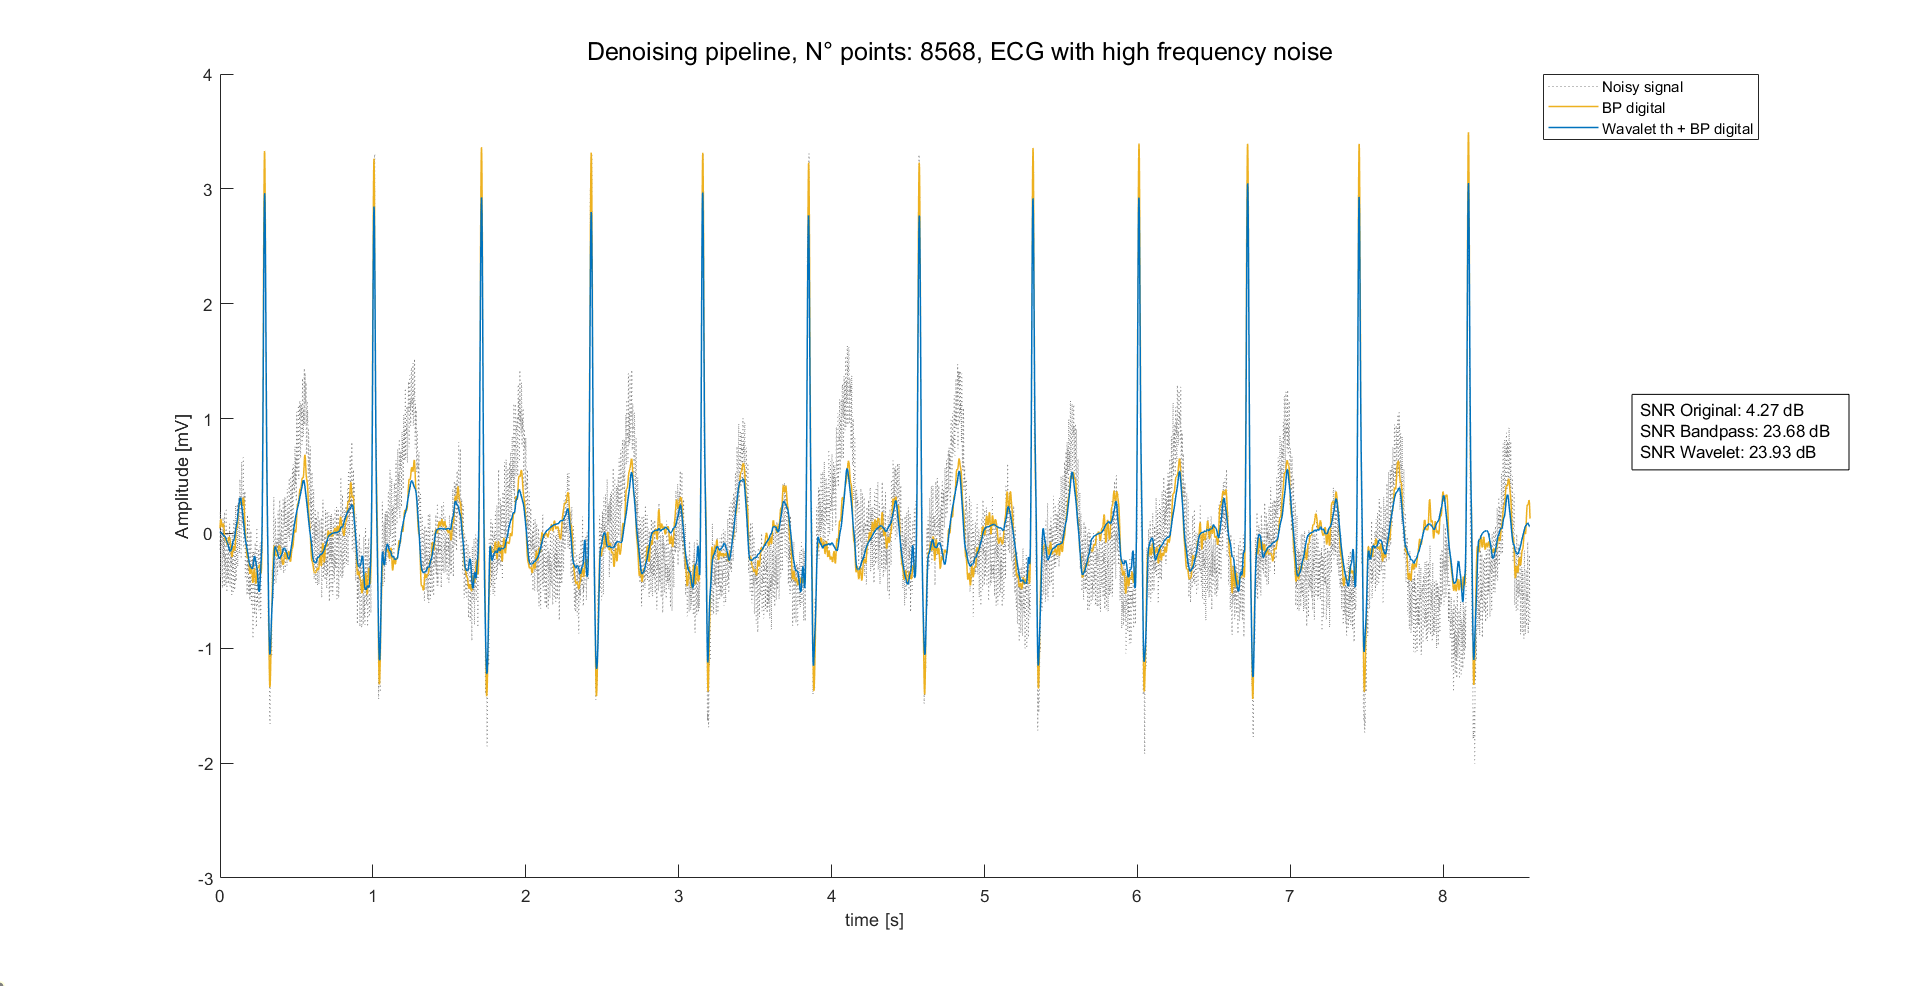 Denoising pipeline, N° points: 8568, ECG with high frequency noise
Noisy signal
BP digital
Wavalet th + BP digital
4
3
2
1
0
-1
-2
-3
Amplitude [mV]
SNR Original: 4.27 dB
SNR Bandpass: 23.68 dB
SNR Wavelet: 23.93 dB
0 1 2 3 4 5 6 7 8
time [s]